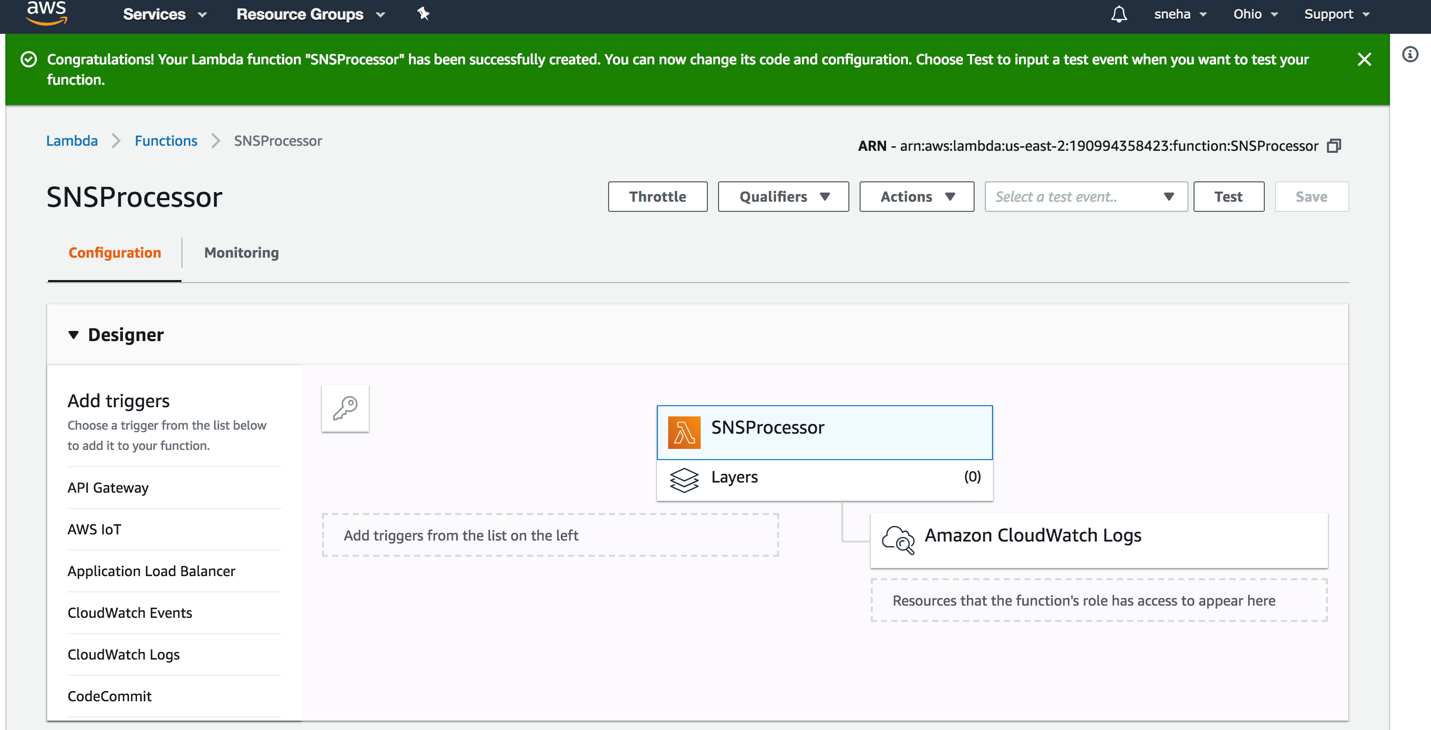 aws Services Resource Groups sneha Ohio Support
Congratulations! Your Lambda function "SNSProcessor" has been successfully created. You can now change its code and configuration. Choose Test to input a test event when you want to test your
function.
Lambda Functions SNSProcessor
ARN - arn:aws:lambda:us-east-2:190994358423:function:SNSProcessor
SNSProcessor
Throttle Qualifiers Actions Select a test event.. Test Save
Configuration Monitoring
Designer
Add triggers
Choose a trigger from the list below
to add it to your function.
API Gateway
AWS IoT
Application Load Balancer
CloudWatch Events
CloudWatch Logs
CodeCommit
SNSProcessor
Layers (0)
Add triggers from the list on the left
Amazon CloudWatch Logs
Resources that the function's role has access to appear here